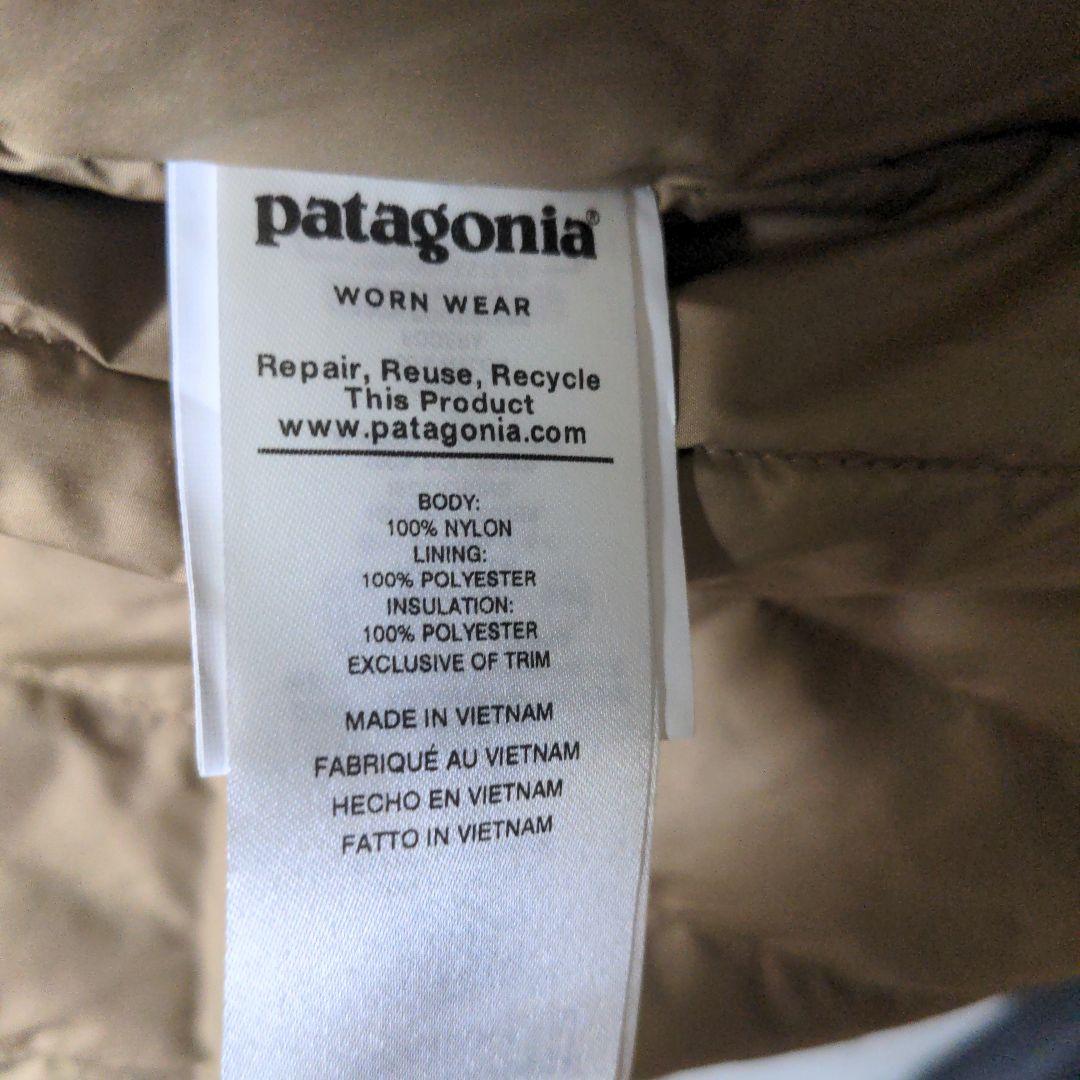 patagonia®
WORN WEAR
Repair, Reuse, Recycle
This Product
www.patagonia.com
BODY:
100% NYLON
LINING:
100% POLYESTER
INSULATION:
100% POLYESTER
EXCLUSIVE OF TRIM
MADE IN VIETNAM
FABRIQUÉ AU VIETNAM
HECHO EN VIETNAM
FATTO IN VIETNAM